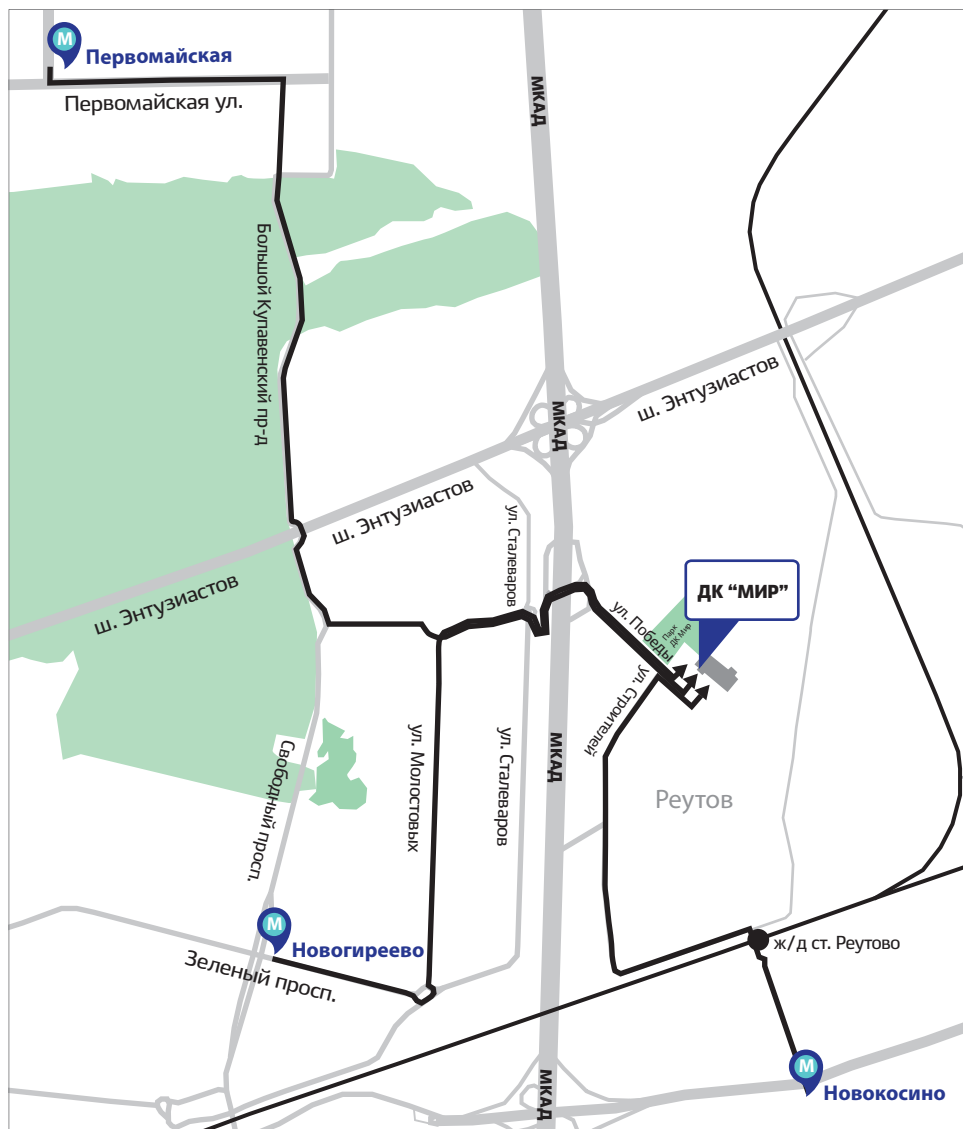 М
Первомайская
Первомайская ул.
МКАД
Большой Купавенский пр-д
ш. Энтузиастов
МКАД
ш. Энтузиастов
ул. Сталеваров
ш. Энтузиастов
ДК “МИР”
ул. Победы
Парк
ДК Мир
ул. Строителей
Свободный просп.
ул. Молостовых
ул. Сталеваров
МКАД
Реутов
М
Новогиреево
Зеленый просп.
ж/д ст. Реутово
М
Новокосино
МКАД